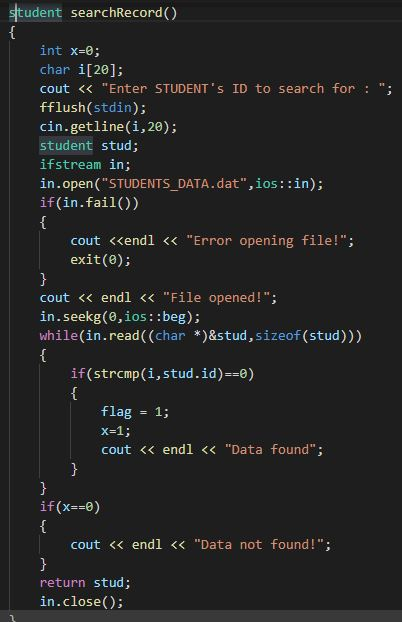 student searchRecord()
{
    int x=0;
    char i[20];
    cout << "Enter STUDENT's ID to search for : ";
    fflush(stdin);
    cin.getline(i,20);
    student stud;
    ifstream in;
    in.open("STUDENTS_DATA.dat",ios::in);
    if(in.fail())
    {
        cout <<endl << "Error opening file!";
        exit(0);
    }
    cout << endl << "File opened!";
    in.seekg(0,ios::beg);
    while(in.read((char *)&stud,sizeof(stud)))
    {
        if(strcmp(i,stud.id)==0)
        {
            flag = 1;
            x=1;
            cout << endl << "Data found";
        }
    }
    if(x==0)
    {
        cout << endl << "Data not found!";
    }
    return stud;
    in.close();
}